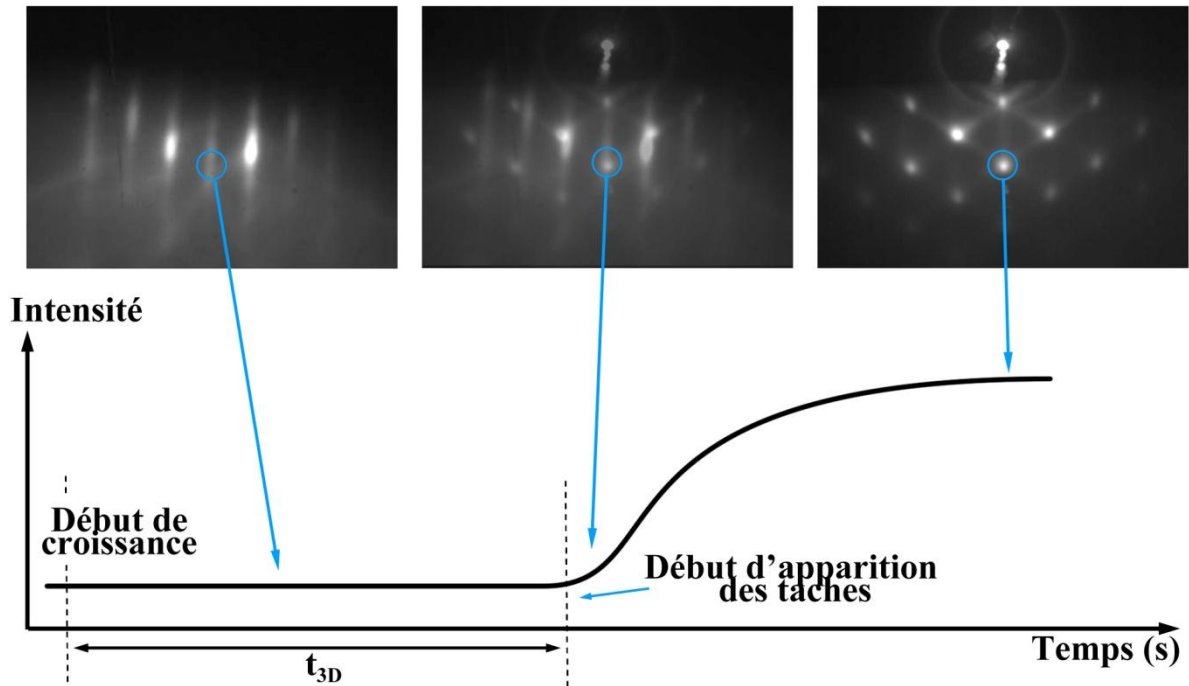 Intensité
Début de
croissance
Début d’apparition
des taches
Temps (s)
t3D